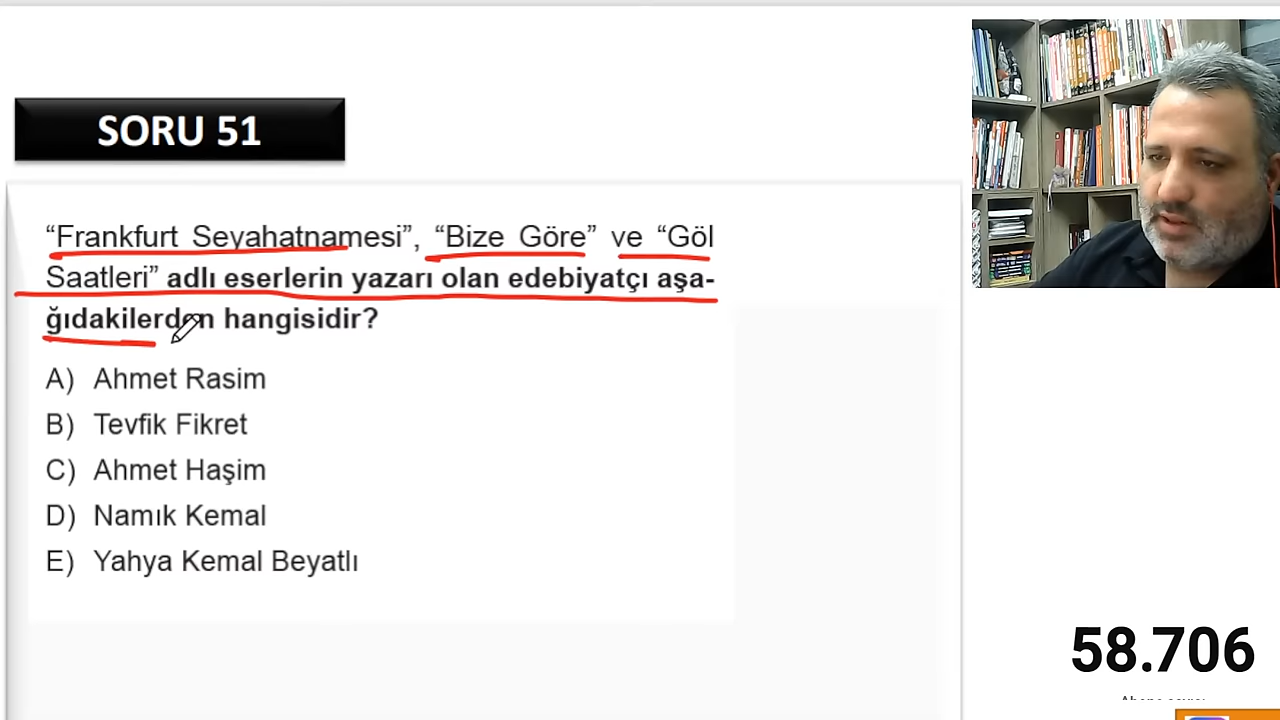 SORU 51
“Frankfurt Seyahatnamesi”, “Bize Göre” ve “Göl
Saatleri” adlı eserlerin yazarı olan edebiyatçı aşa-
ğıdakilerden hangisidir?
A) Ahmet Rasim
B) Tevfik Fikret
C) Ahmet Haşim
D) Namık Kemal
E) Yahya Kemal Beyatlı
58.706